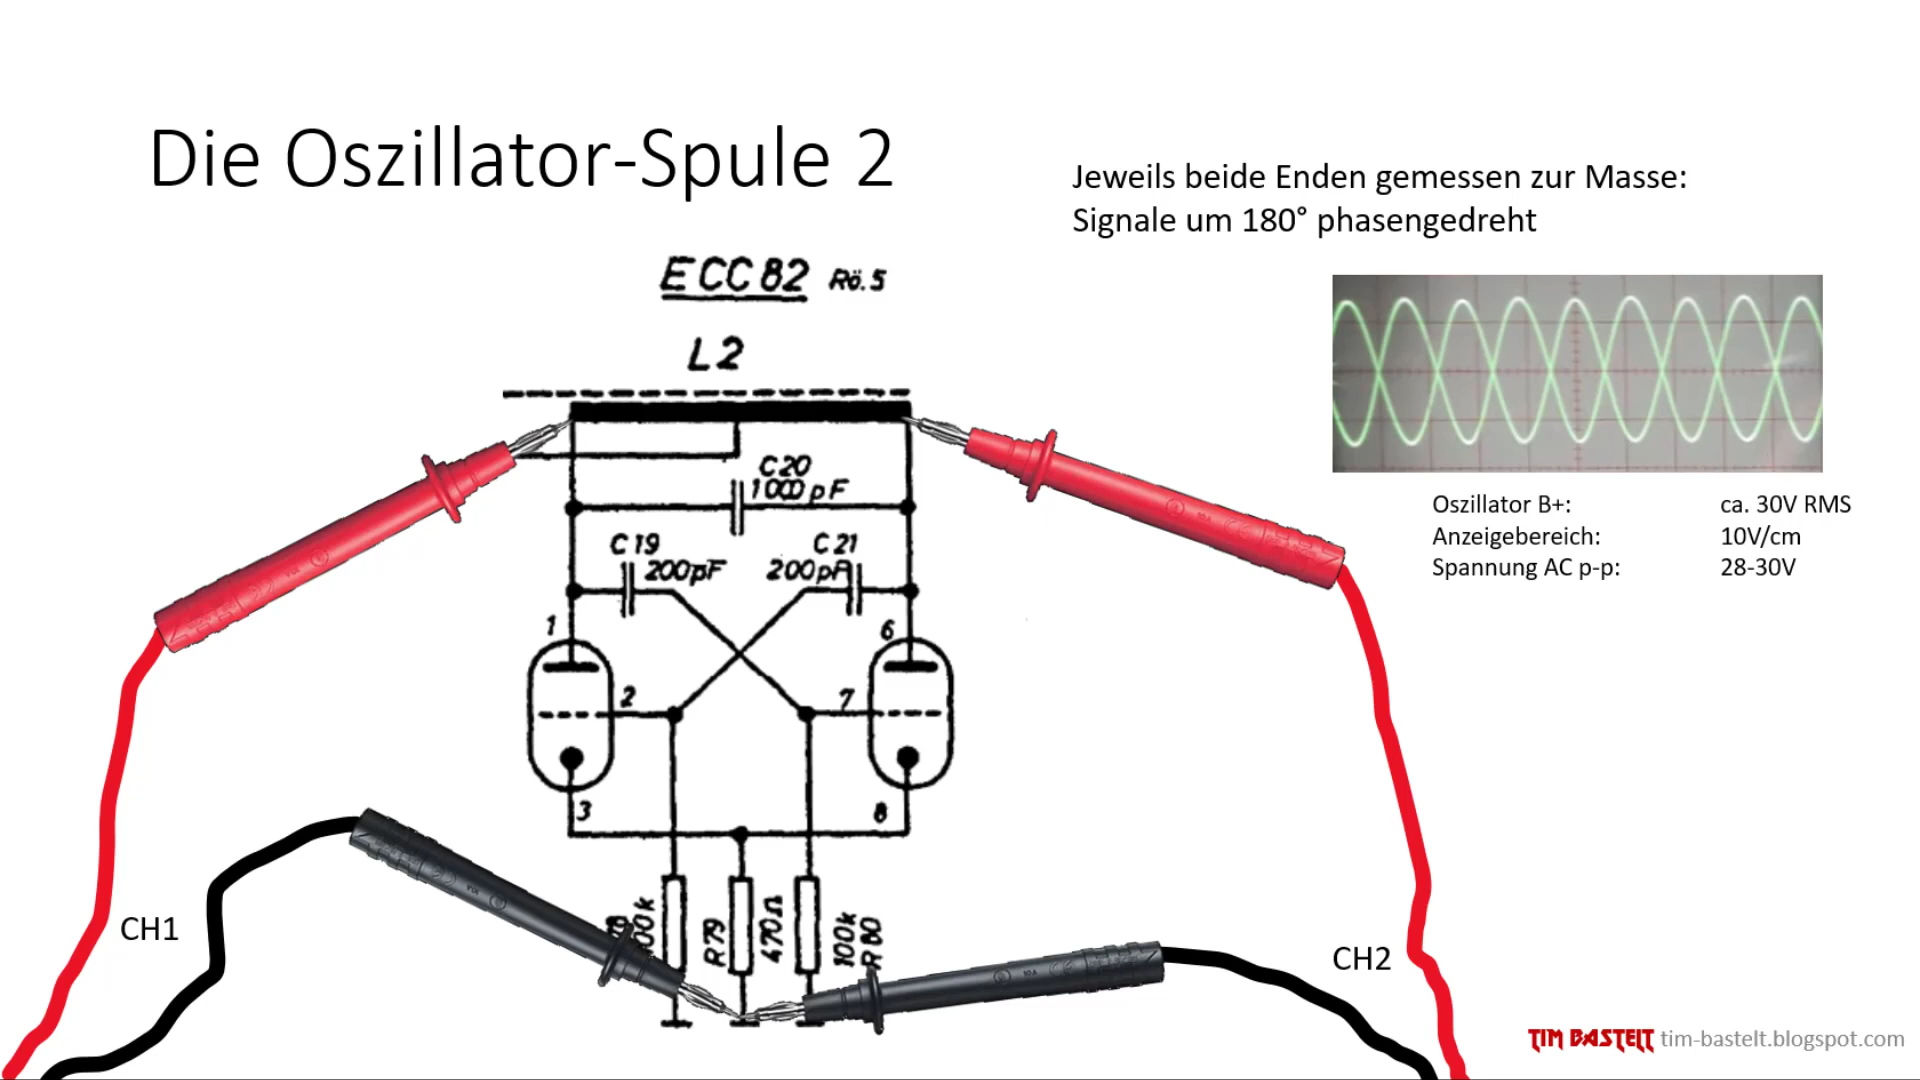 Die Oszillator-Spule 2
Jeweils beide Enden gemessen zur Masse:
Signale um 180° phasengedreht
ECC 82 Rö.5
L2
C20
1000pF
C19
200pF
C21
200pF
1
2
3
6
7
8
R79
470Ω
100k
R80
Oszillator B+: ca. 30V RMS
Anzeigebereich: 10V/cm
Spannung AC p-p: 28-30V
CH1
CH2
TIM BASTELT tim-bastelt.blogspot.com